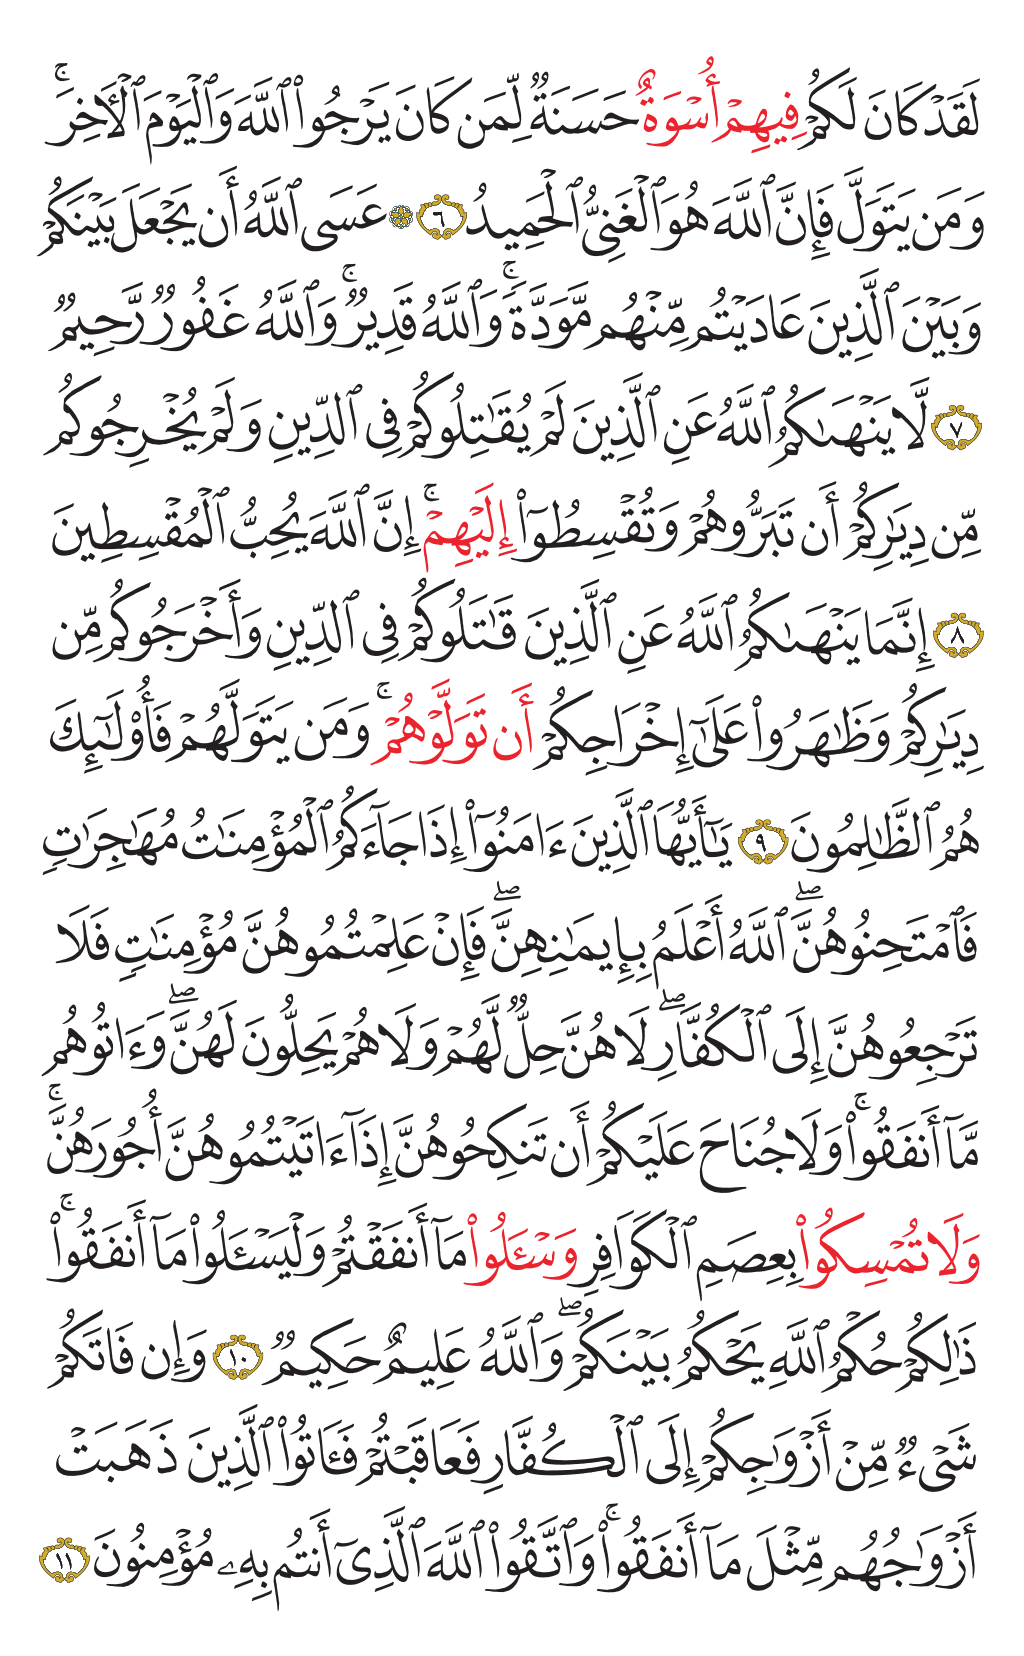 لَقَدۡ كَانَ لَكُمۡ فِيهِمۡ أُسۡوَةٌ حَسَنَةٞ لِّمَن كَانَ يَرۡجُواْ ٱللَّهَ وَٱلۡيَوۡمَ ٱلۡأٓخِرَۚ
وَمَن يَتَوَلَّ فَإِنَّ ٱللَّهَ هُوَ ٱلۡغَنِيُّ ٱلۡحَمِيدُ ٦ ۞ عَسَى ٱللَّهُ أَن يَجۡعَلَ بَيۡنَكُمۡ
وَبَيۡنَ ٱلَّذِينَ عَادَيۡتُم مِّنۡهُم مَّوَدَّةٗۚ وَٱللَّهُ قَدِيرٞۚ وَٱللَّهُ غَفُورٞ رَّحِيمٞ
٧ لَّا يَنۡهَىٰكُمُ ٱللَّهُ عَنِ ٱلَّذِينَ لَمۡ يُقَٰتِلُوكُمۡ فِي ٱلدِّينِ وَلَمۡ يُخۡرِجُوكُم
مِّن دِيَٰرِكُمۡ أَن تَبَرُّوهُمۡ وَتُقۡسِطُوٓاْ إِلَيۡهِمۡۚ إِنَّ ٱللَّهَ يُحِبُّ ٱلۡمُقۡسِطِينَ
٨ إِنَّمَا يَنۡهَىٰكُمُ ٱللَّهُ عَنِ ٱلَّذِينَ قَٰتَلُوكُمۡ فِي ٱلدِّينِ وَأَخۡرَجُوكُم مِّن
دِيَٰرِكُمۡ وَظَٰهَرُواْ عَلَىٰٓ إِخۡرَاجِكُمۡ أَن تَوَلَّوۡهُمۡۚ وَمَن يَتَوَلَّهُمۡ فَأُوْلَٰٓئِكَ
هُمُ ٱلظَّٰلِمُونَ ٩ يَٰٓأَيُّهَا ٱلَّذِينَ ءَامَنُوٓاْ إِذَا جَآءَكُمُ ٱلۡمُؤۡمِنَٰتُ مُهَٰجِرَٰتٖ
فَٱمۡتَحِنُوهُنَّۖ ٱللَّهُ أَعۡلَمُ بِإِيمَٰنِهِنَّۖ فَإِنۡ عَلِمۡتُمُوهُنَّ مُؤۡمِنَٰتٖ فَلَا
تَرۡجِعُوهُنَّ إِلَى ٱلۡكُفَّارِۖ لَا هُنَّ حِلّٞ لَّهُمۡ وَلَا هُمۡ يَحِلُّونَ لَهُنَّۖ وَءَاتُوهُم
مَّآ أَنفَقُواْۚ وَلَا جُنَاحَ عَلَيۡكُمۡ أَن تَنكِحُوهُنَّ إِذَآ ءَاتَيۡتُمُوهُنَّ أُجُورَهُنَّۚ
وَلَا تُمۡسِكُواْ بِعِصَمِ ٱلۡكَوَافِرِ وَسۡـَٔلُواْ مَآ أَنفَقۡتُمۡ وَلۡيَسۡـَٔلُواْ مَآ أَنفَقُواْۚ
ذَٰلِكُمۡ حُكۡمُ ٱللَّهِ يَحۡكُمُ بَيۡنَكُمۡۖ وَٱللَّهُ عَلِيمٌ حَكِيمٞ ١٠ وَإِن فَاتَكُمۡ
شَيۡءٞ مِّنۡ أَزۡوَٰجِكُمۡ إِلَى ٱلۡكُفَّارِ فَعَاقَبۡتُمۡ فَـَٔاتُواْ ٱلَّذِينَ ذَهَبَتۡ
أَزۡوَٰجُهُم مِّثۡلَ مَآ أَنفَقُواْۚ وَٱتَّقُواْ ٱللَّهَ ٱلَّذِيٓ أَنتُم بِهِۦ مُؤۡمِنُونَ ١١